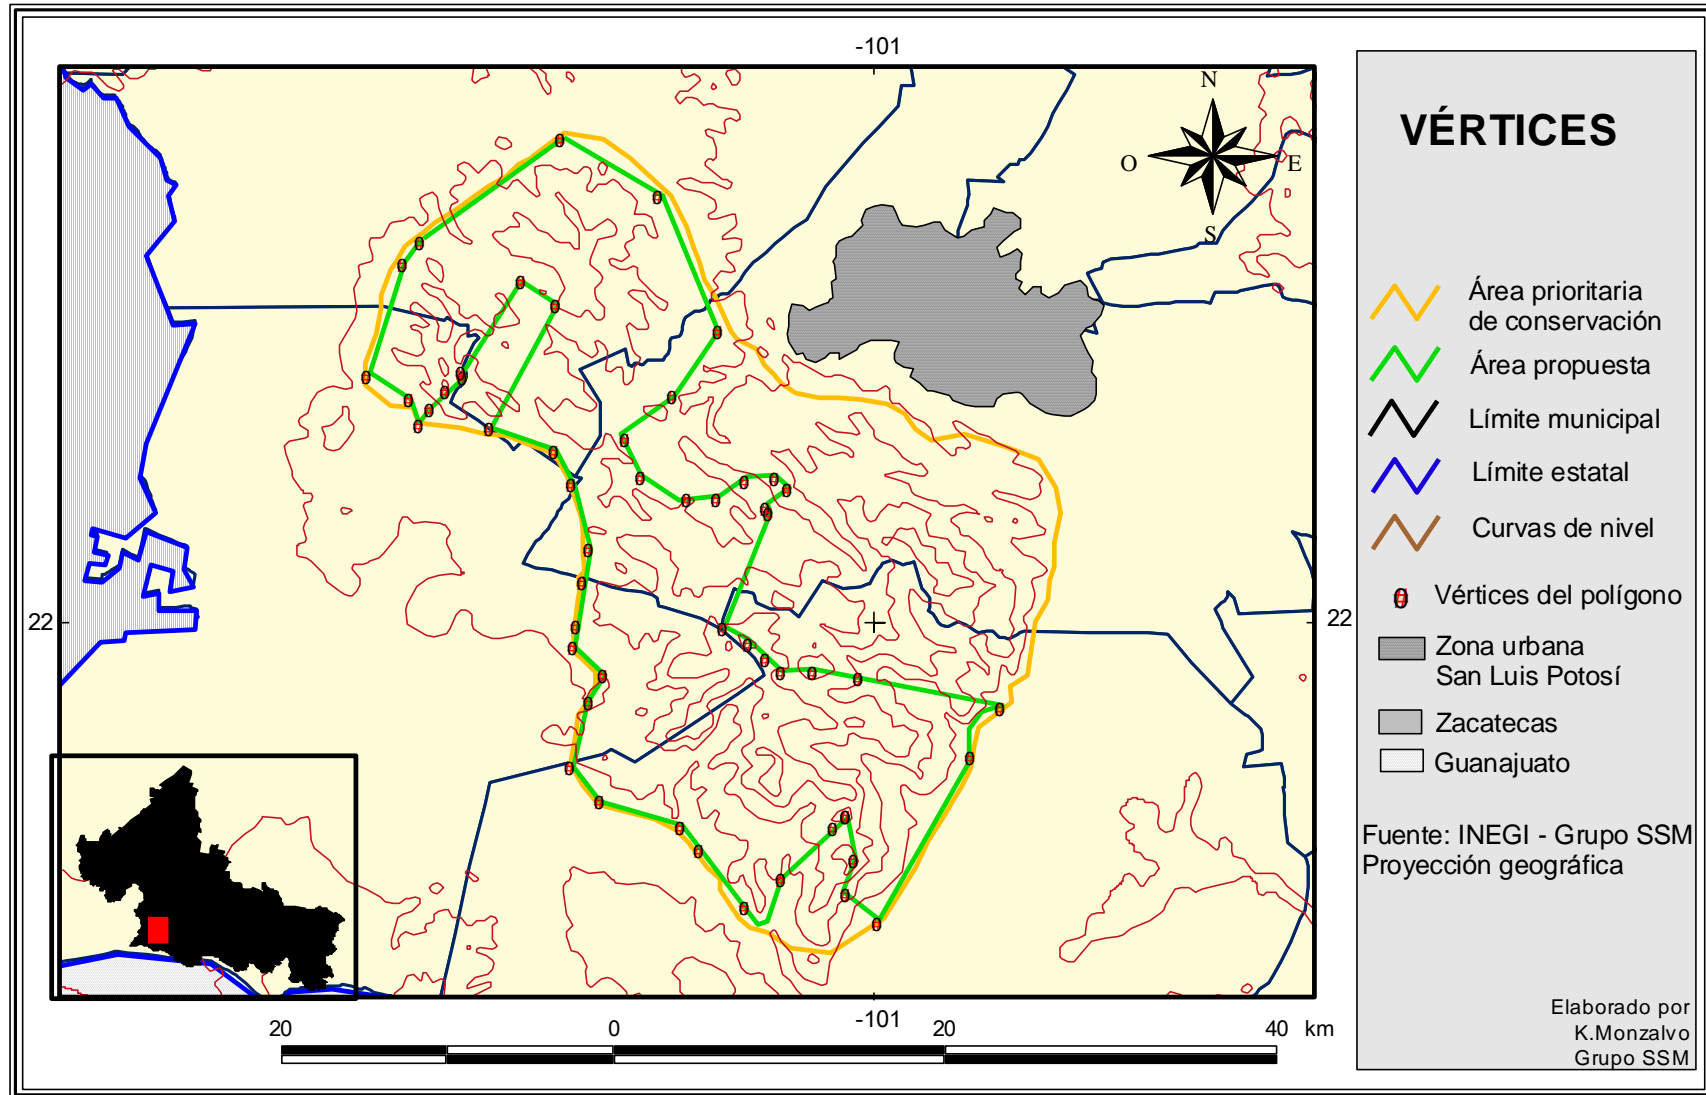 -101
N
O
E
S
22
22
-101
20
0
20
40 km
VÉRTICES
Área prioritaria
de conservación
Área propuesta
Límite municipal
Límite estatal
Curvas de nivel
Vértices del polígono
Zona urbana
San Luis Potosí
Zacatecas
Guanajuato
Fuente: INEGI - Grupo SSM
Proyección geográfica
Elaborado por
K.Monzalvo
Grupo SSM